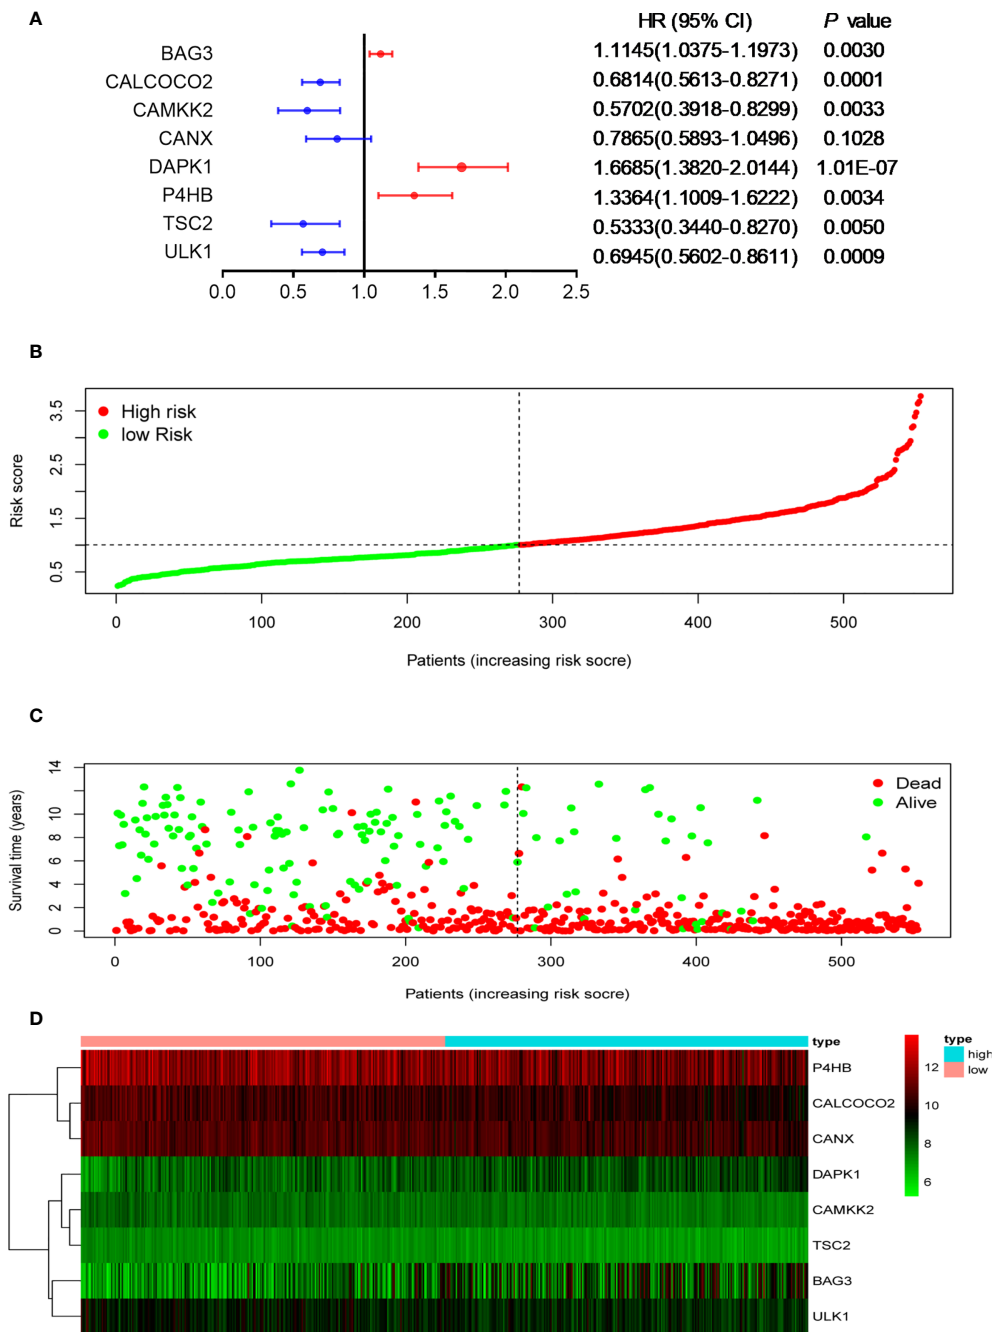 A
HR (95% CI) P value
BAG3 1.1145(1.0375-1.1973) 0.0030
CALCOCO2 0.6814(0.5613-0.8271) 0.0001
CAMKK2 0.5702(0.3918-0.8299) 0.0033
CANX 0.7865(0.5893-1.0496) 0.1028
DAPK1 1.6685(1.3820-2.0144) 1.01E-07
P4HB 1.3364(1.1009-1.6222) 0.0034
TSC2 0.5333(0.3440-0.8270) 0.0050
ULK1 0.6945(0.5602-0.8611) 0.0009
0.0 0.5 1.0 1.5 2.0 2.5
B
High risk
low Risk
Risk score
3.5
2.5
1.5
0.5
0 100 200 300 400 500
Patients (increasing risk socre)
C
Dead
Alive
Survival time (years)
14
10
8
6
4
2
0
0 100 200 300 400 500
Patients (increasing risk socre)
D
type
P4HB
CALCOCO2
CANX
DAPK1
CAMKK2
TSC2
BAG3
ULK1
12
10
8
6
type
high
low